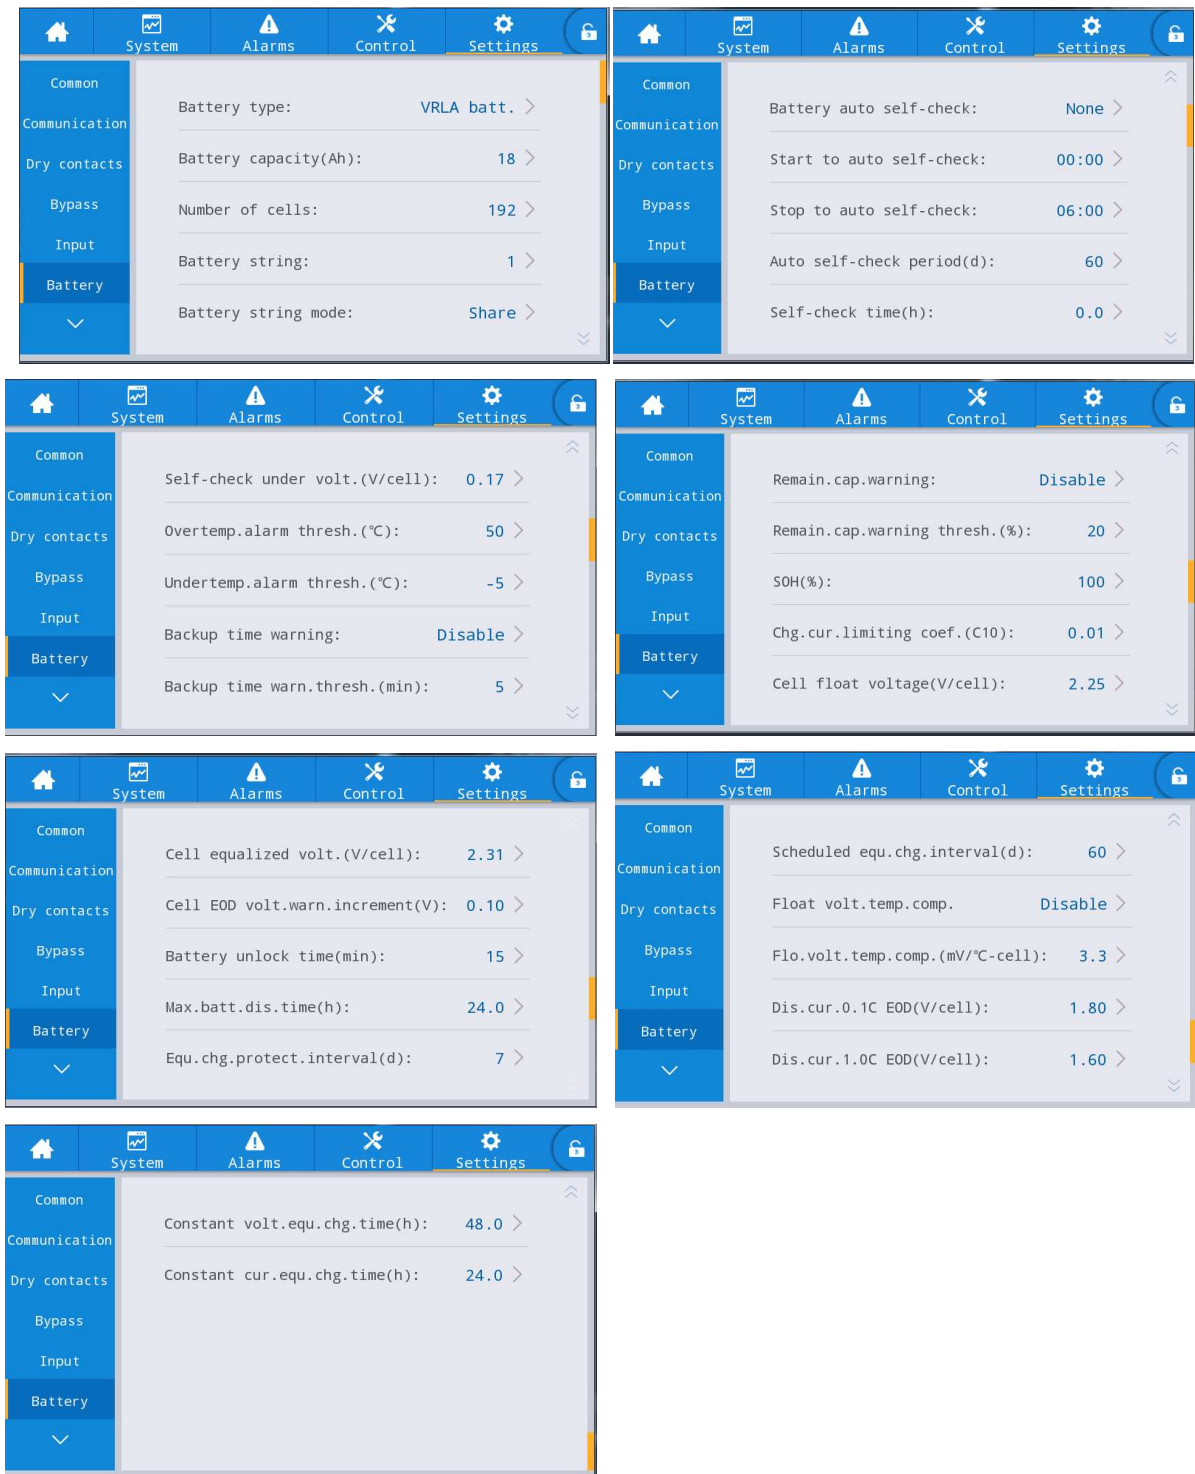 System Alarms Control Settings
3
Common
Communication
Dry contacts
Bypass
Input
Battery
Battery type: VRLA batt.
Battery capacity(Ah): 18
Number of cells: 192
Battery string: 1
Battery string mode: Share
System Alarms Control Settings
3
Common
Communication
Dry contacts
Bypass
Input
Battery
Battery auto self-check: None
Start to auto self-check: 00:00
Stop to auto self-check: 06:00
Auto self-check period(d): 60
Self-check time(h): 0.0
System Alarms Control Settings
3
Common
Communication
Dry contacts
Bypass
Input
Battery
Self-check under volt.(V/cell): 0.17
Overtemp.alarm thresh.(℃): 50
Undertemp.alarm thresh.(℃): -5
Backup time warning: Disable
Backup time warn.thresh.(min): 5
System Alarms Control Settings
3
Common
Communication
Dry contacts
Bypass
Input
Battery
Remain.cap.warning: Disable
Remain.cap.warning thresh.(%): 20
SOH(%): 100
Chg.cur.limiting coef.(C10): 0.01
Cell float voltage(V/cell): 2.25
System Alarms Control Settings
3
Common
Communication
Dry contacts
Bypass
Input
Battery
Cell equalized volt.(V/cell): 2.31
Cell EOD volt.warn.increment(V): 0.10
Battery unlock time(min): 15
Max.batt.dis.time(h): 24.0
Equ.chg.protect.interval(d): 7
System Alarms Control Settings
3
Common
Communication
Dry contacts
Bypass
Input
Battery
Scheduled equ.chg.interval(d): 60
Float volt.temp.comp. Disable
Flo.volt.temp.comp.(mV/℃-cell): 3.3
Dis.cur.0.1C EOD(V/cell): 1.80
Dis.cur.1.0C EOD(V/cell): 1.60
System Alarms Control Settings
3
Common
Communication
Dry contacts
Bypass
Input
Battery
Constant volt.equ.chg.time(h): 48.0
Constant cur.equ.chg.time(h): 24.0